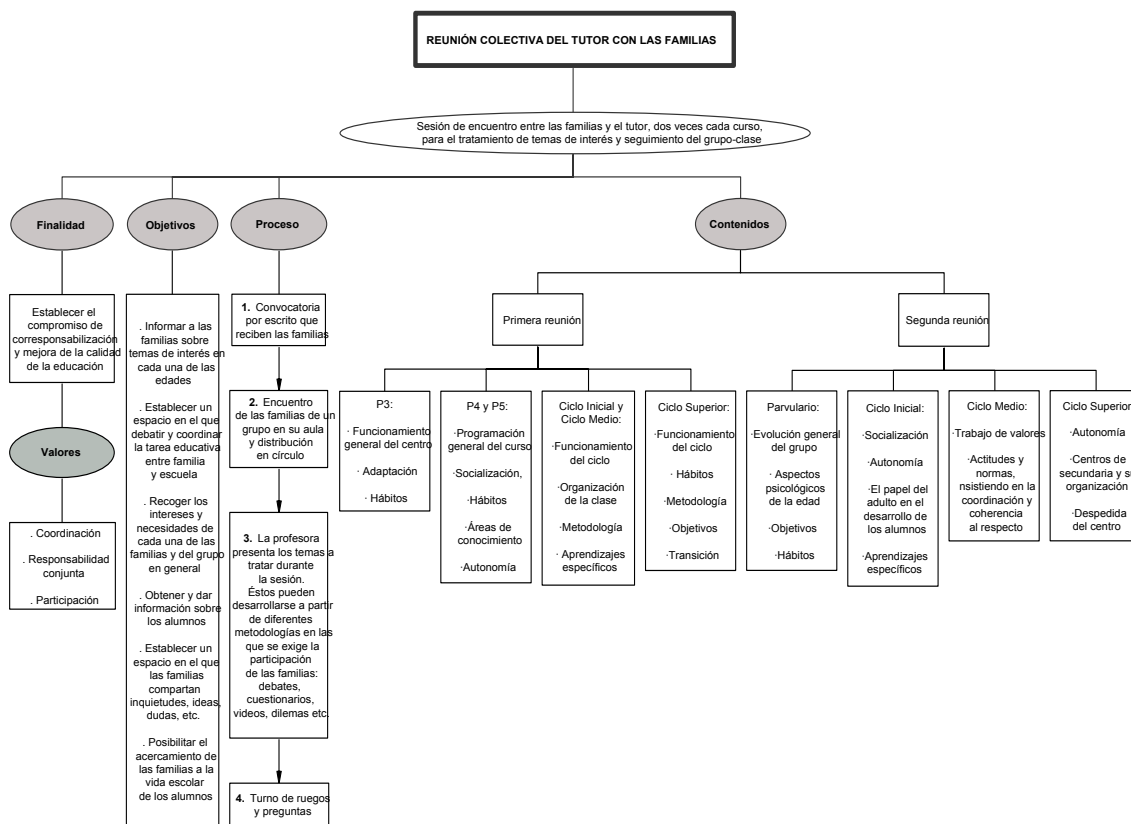 REUNIÓN COLECTIVA DEL TUTOR CON LAS FAMILIAS
Sesión de encuentro entre las familias y el tutor, dos veces cada curso,
para el tratamiento de temas de interés y seguimiento del grupo-clase
Finalidad
Establecer el
compromiso de
corresponsabilización
y mejora de la calidad
de la educación
Valores
. Coordinación
. Responsabilidad
conjunta
. Participación
Objetivos
. Informar a las
familias sobre
temas de interés en
cada una de las
edades
. Establecer un
espacio en el que
debatir y coordinar
la tarea educativa
entre familia
y escuela
. Recoger los
intereses y
necesidades de
cada una de las
familias y del grupo
en general
. Obtener y dar
información sobre
los alumnos
. Establecer un
espacio en el que
las familias
compartan
inquietudes, ideas,
dudas, etc.
. Posibilitar el
acercamiento de
las familias a la
vida escolar
de los alumnos
Proceso
1. Convocatoria
por escrito que
reciben las familias
2. Encuentro
de las familias de un
grupo en su aula
y distribución
en círculo
3. La profesora
presenta los temas a
tratar durante
la sesión.
Éstos pueden
desarrollarse a partir
de diferentes
metodologías en las
que se exige la
participación
de las familias:
debates,
cuestionarios,
videos, dilemas etc.
4. Turno de ruegos
y preguntas
Contenidos
Primera reunión
P3:
· Funcionamiento
general del centro
· Adaptación
· Hábitos
P4 y P5:
·Programación
general del curso
·Socialización,
·Hábitos
·Áreas de
conocimiento
·Autonomía
Ciclo Inicial y
Ciclo Medio:
·Funcionamiento
del ciclo
·Organización
de la clase
·Metodología
· Aprendizajes
específicos
Ciclo Superior:
·Funcionamiento
del ciclo
·Hábitos
·Metodología
·Objetivos
·Transición
Segunda reunión
Parvulario:
·Evolución general
del grupo
· Aspectos
psicológicos
de la edad
·Objetivos
·Hábitos
Ciclo Inicial:
·Socialización
·Autonomía
·El papel del
adulto en el
desarrollo de
los alumnos
·Aprendizajes
específicos
Ciclo Medio:
·Trabajo de valores
·Actitudes y
normas,
nsistiendo en la
coordinación y
coherencia
al respecto
Ciclo Superior
·Autonomía
·Centros de
secundaria y su
organización
·Despedida
del centro